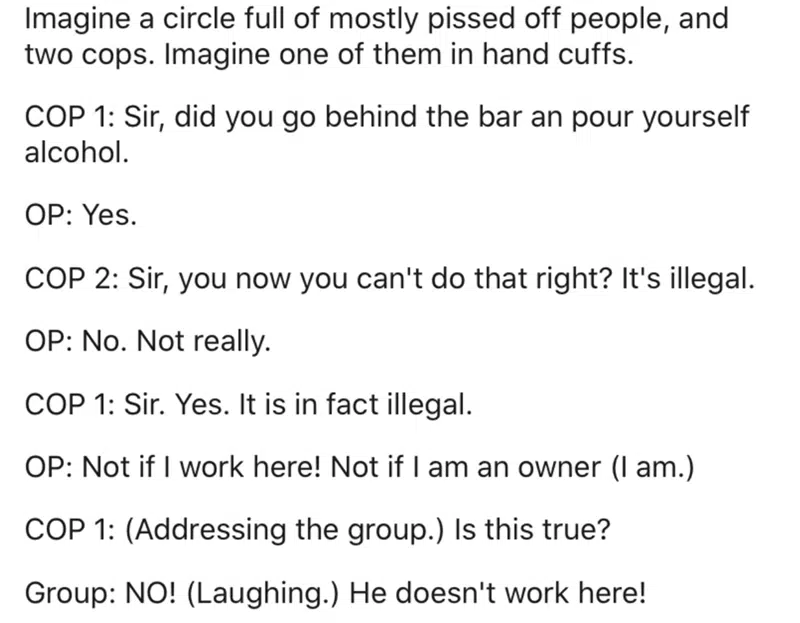 Imagine a circle full of mostly pissed off people, and
two cops. Imagine one of them in hand cuffs.
COP 1: Sir, did you go behind the bar an pour yourself
alcohol.
OP: Yes.
COP 2: Sir, you now you can't do that right? It's illegal.
OP: No. Not really.
COP 1: Sir. Yes. It is in fact illegal.
OP: Not if I work here! Not if I am an owner (I am.)
COP 1: (Addressing the group.) Is this true?
Group: NO! (Laughing.) He doesn't work here!